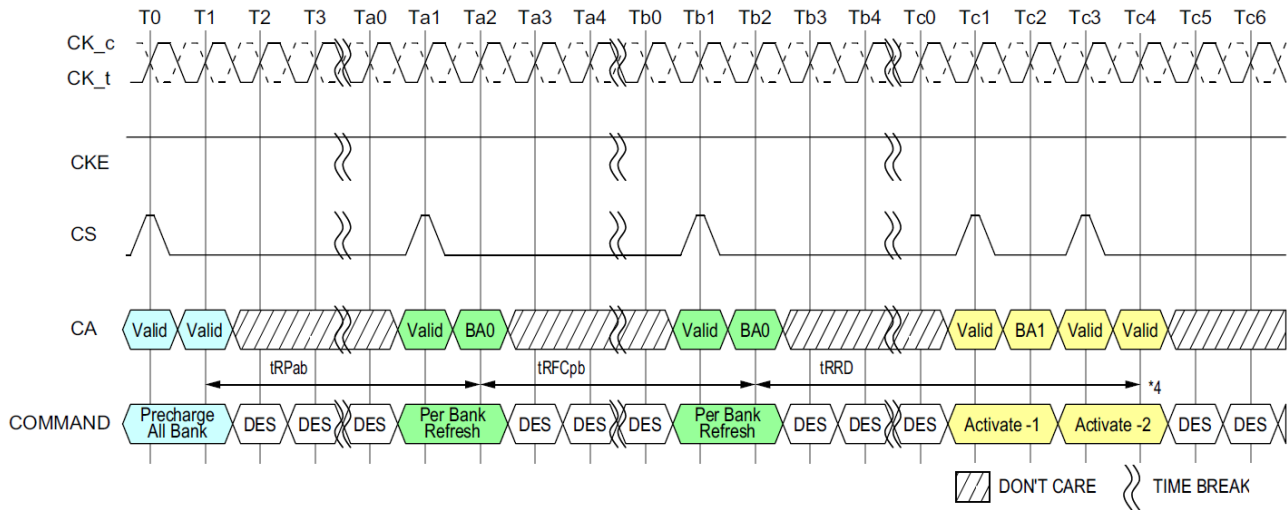 T0 T1 T2 T3 Ta0 Ta1 Ta2 Ta3 Ta4 Tb0 Tb1 Tb2 Tb3 Tb4 Tc0 Tc1 Tc2 Tc3 Tc4 Tc5 Tc6
CK_c
CK_t
CKE
CS
CA Valid Valid Valid BA0 Valid BA0 Valid BA1 Valid Valid
tRPab tRFCpb tRRD *4
COMMAND Precharge All Bank DES DES DES Per Bank Refresh DES DES DES Per Bank Refresh DES DES DES Activate -1 Activate -2 DES DES
DON'T CARE TIME BREAK